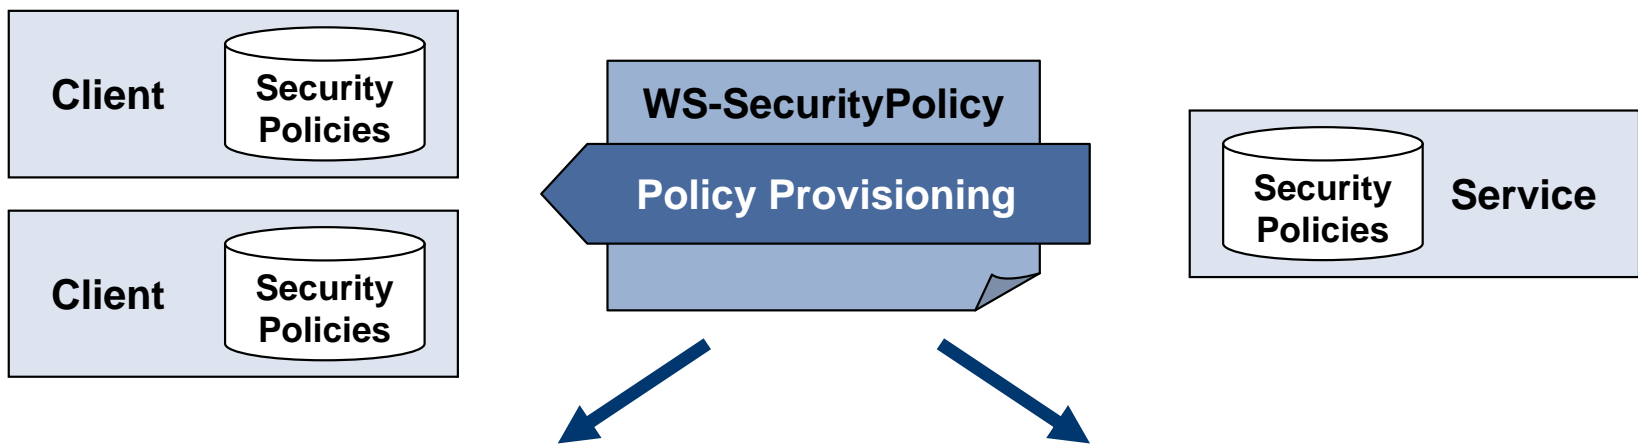 Client
Security
Policies
Client
Security
Policies
WS-SecurityPolicy
Policy Provisioning
Security
Policies
Service